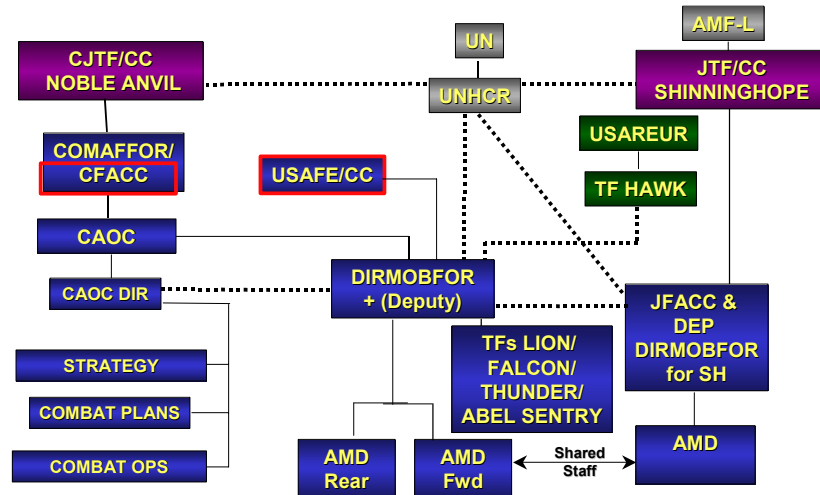 CJTF/CC
NOBLE ANVIL
UN
AMF-L
JTF/CC
SHINNINGHOPE
UNHCR
COMAFFOR/
CFACC
USAFE/CC
USAREUR
TF HAWK
CAOC
CAOC DIR
DIRMOBFOR
+ (Deputy)
JFACC &
DEP
DIRMOBFOR
for SH
TFs LION/
FALCON/
THUNDER/
ABEL SENTRY
STRATEGY
COMBAT PLANS
COMBAT OPS
AMD
Rear
AMD
Fwd
Shared
Staff
AMD